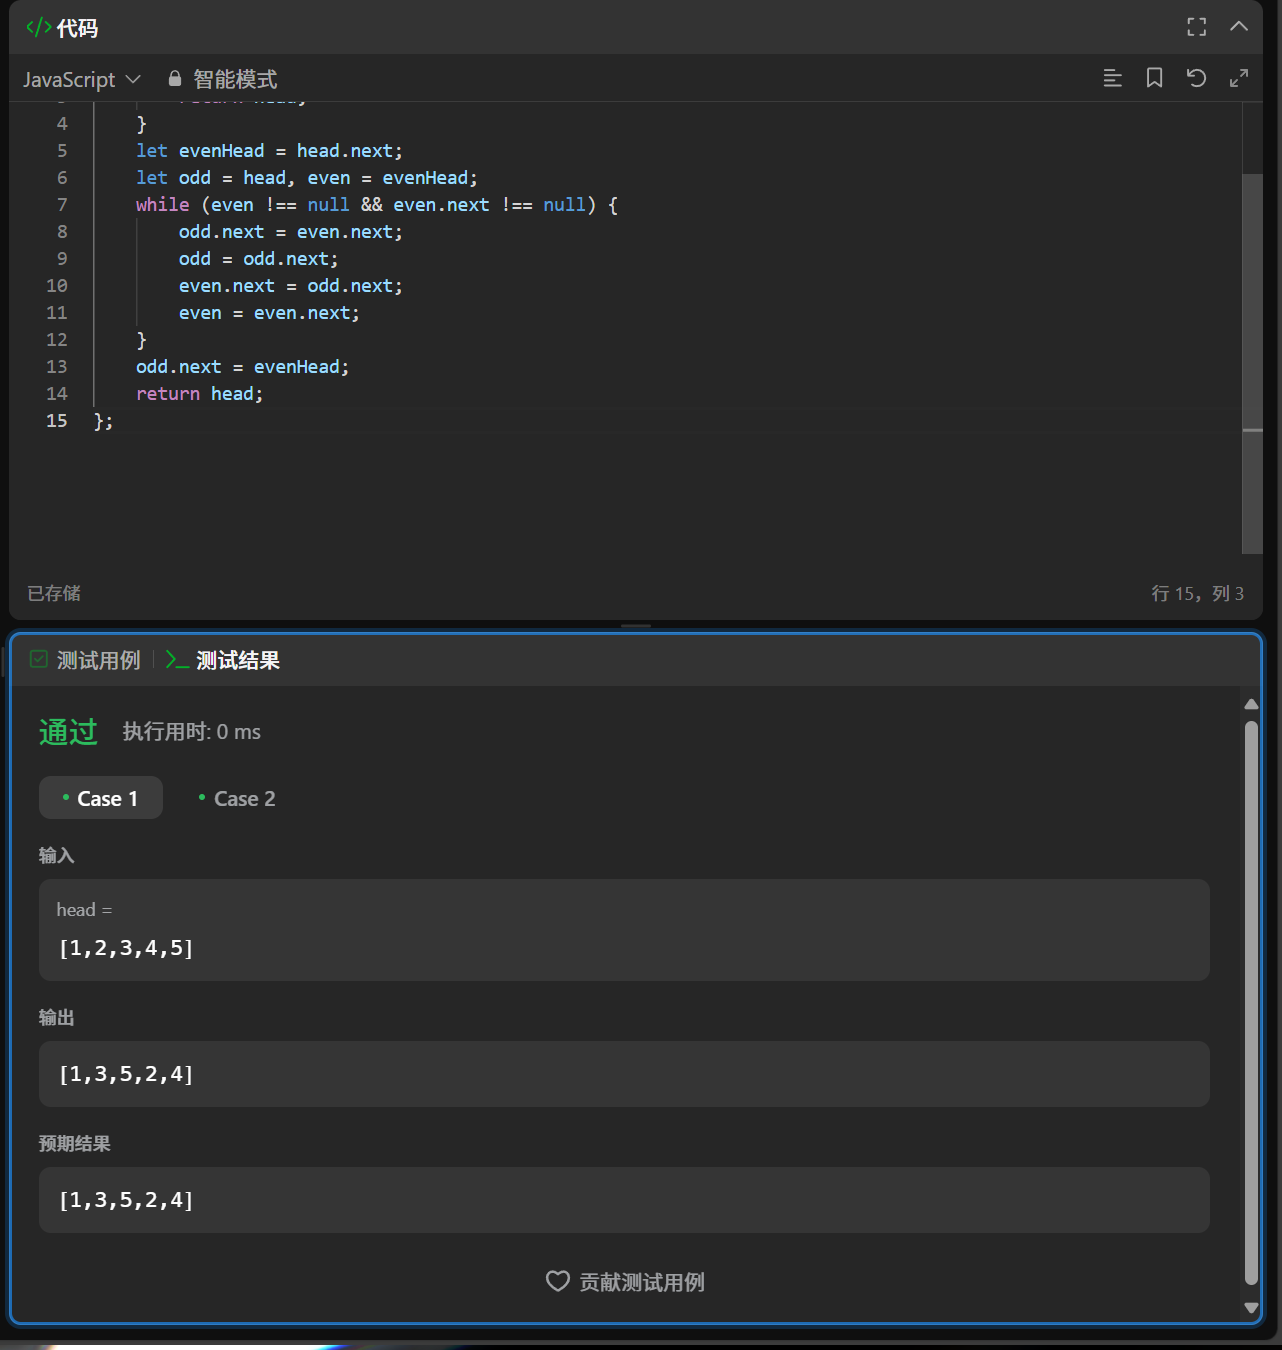 </> 代码
JavaScript 智能模式
4 }
5 let evenHead = head.next;
6 let odd = head, even = evenHead;
7 while (even !== null && even.next !== null) {
8 odd.next = even.next;
9 odd = odd.next;
10 even.next = odd.next;
11 even = even.next;
12 }
13 odd.next = evenHead;
14 return head;
15 };
已存储 行 15，列 3
测试用例 >_ 测试结果
通过 执行用时: 0 ms
• Case 1 • Case 2
输入
head =
[1,2,3,4,5]
输出
[1,3,5,2,4]
预期结果
[1,3,5,2,4]
贡献测试用例